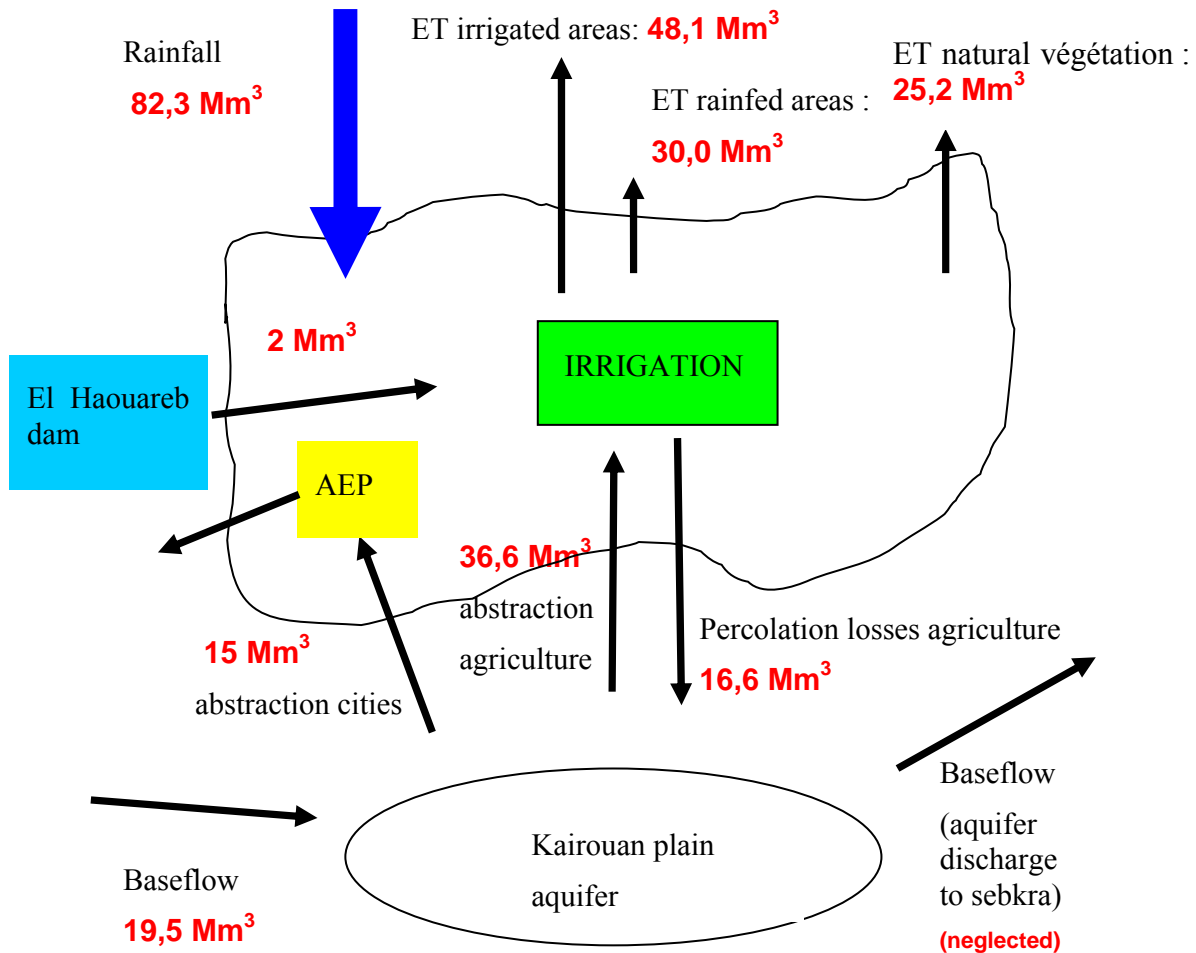 Rainfall
82,3 Mm³
ET irrigated areas: 48,1 Mm³
ET rainfed areas :
30,0 Mm³
ET natural végétation :
25,2 Mm³
2 Mm³
El Haouareb
dam
IRRIGATION
AEP
36,6 Mm³
abstraction
agriculture
15 Mm³
abstraction cities
Percolation losses agriculture
16,6 Mm³
Baseflow
19,5 Mm³
Kairouan plain
aquifer
Baseflow
(aquifer
discharge
to sebkra)
(neglected)